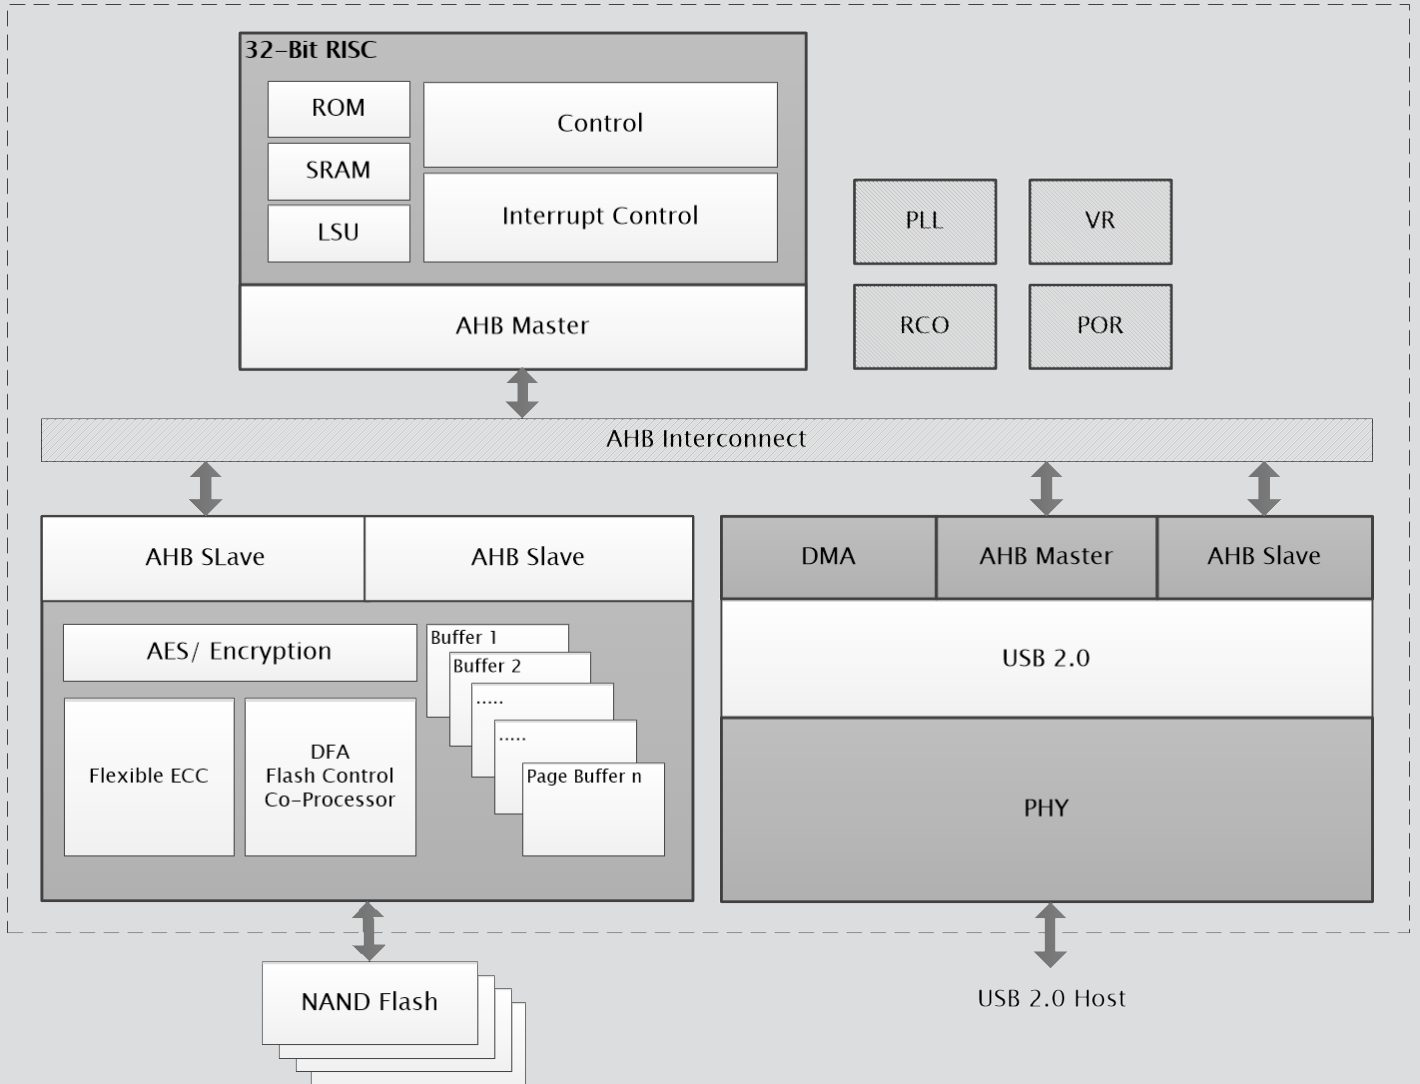 32-Bit RISC
ROM
Control
SRAM
Interrupt Control
LSU
AHB Master
PLL
VR
RCO
POR
AHB Interconnect
AHB SLave
AHB Slave
DMA
AHB Master
AHB Slave
AES/ Encryption
Buffer 1
Buffer 2
.....
.....
Page Buffer n
Flexible ECC
DFA
Flash Control
Co-Processor
USB 2.0
PHY
NAND Flash
USB 2.0 Host